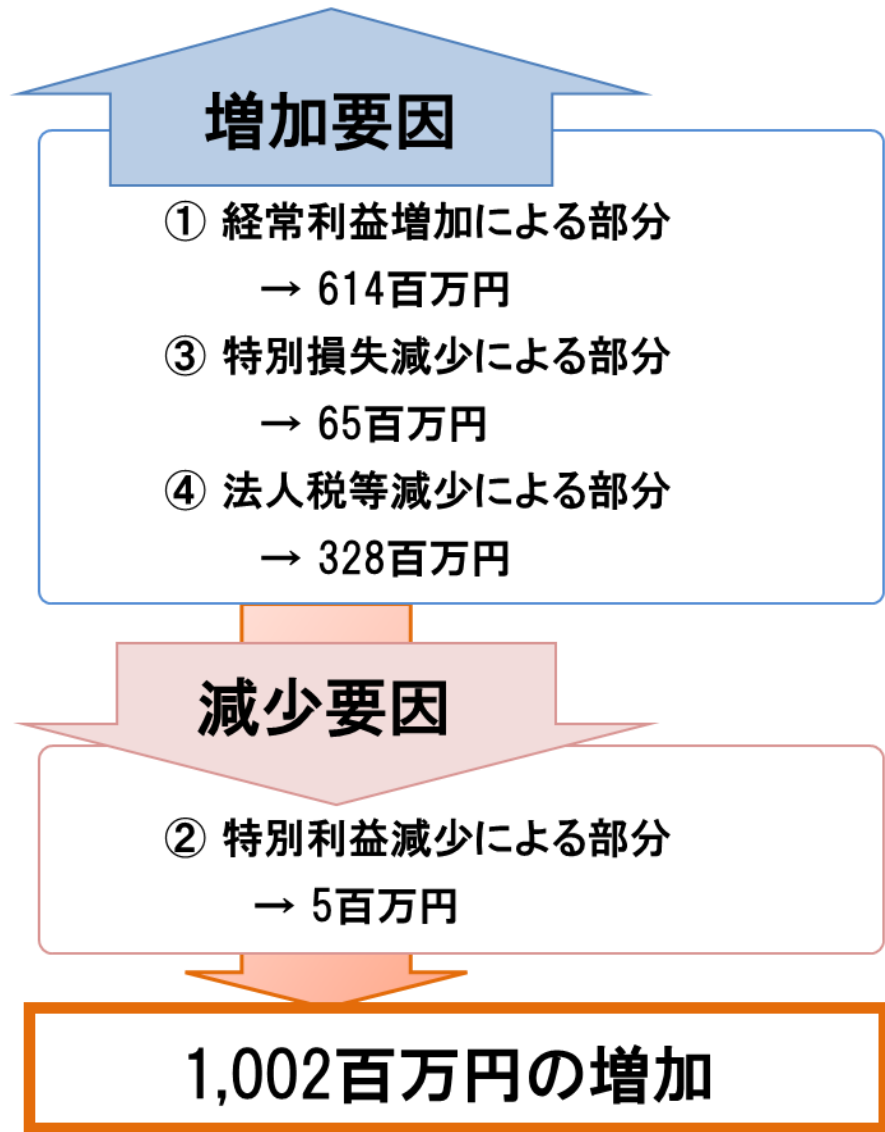 増加要因
① 経常利益増加による部分
→ 614百万円
③ 特別損失減少による部分
→ 65百万円
④ 法人税等減少による部分
→ 328百万円
減少要因
② 特別利益減少による部分
→ 5百万円
1,002百万円の増加